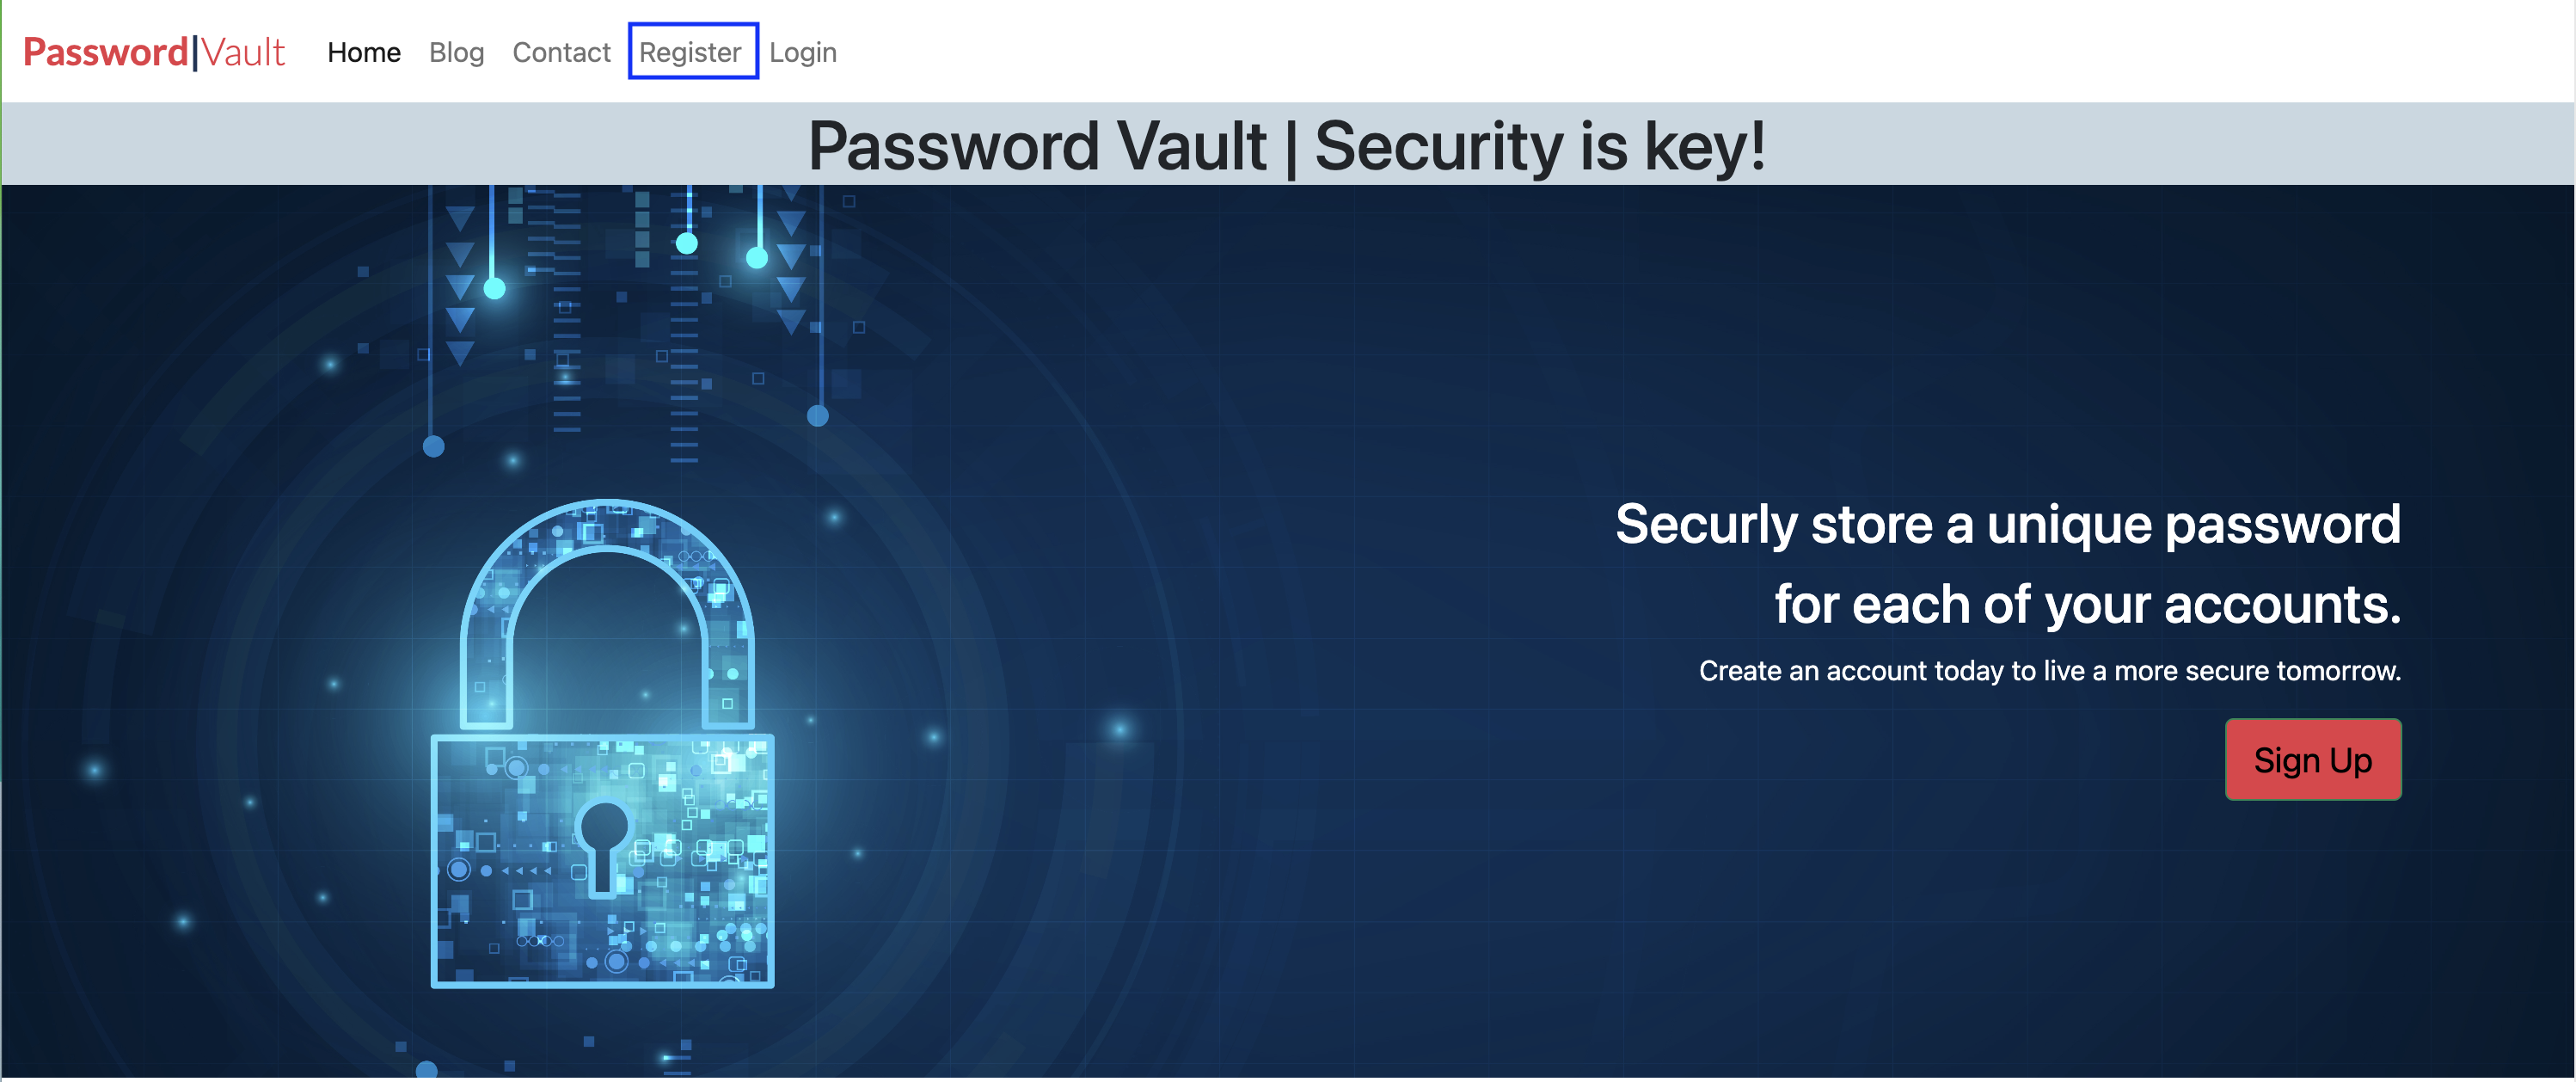 Password|Vault Home Blog Contact Register Login
Password Vault | Security is key!
Securly store a unique password
for each of your accounts.
Create an account today to live a more secure tomorrow.
Sign Up